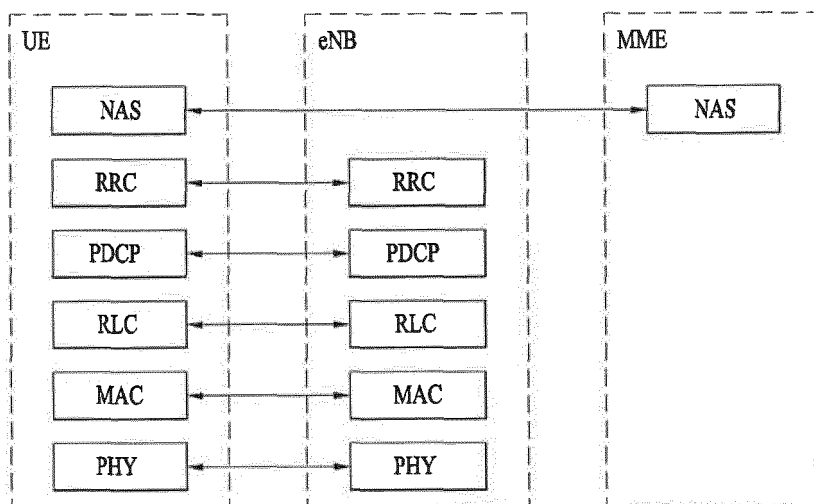 UE eNB MME
NAS NAS
RRC RRC
PDCP PDCP
RLC RLC
MAC MAC
PHY PHY